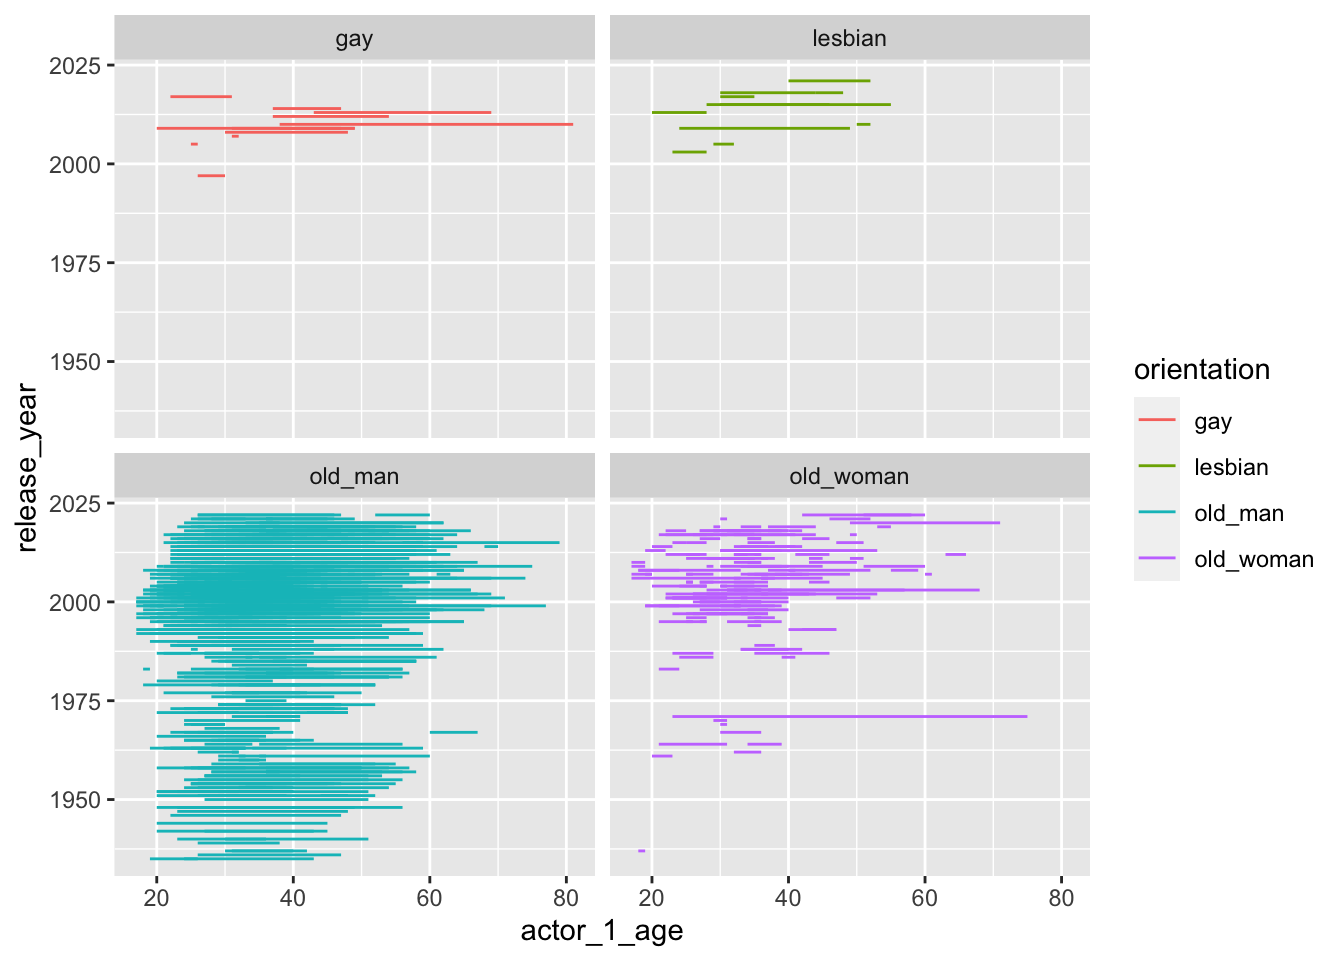 gay
lesbian
2025
2000
1975
1950
release_year
old_man
old_woman
2025
2000
1975
1950
20
40
60
80
20
40
60
80
actor_1_age
orientation
gay
lesbian
old_man
old_woman